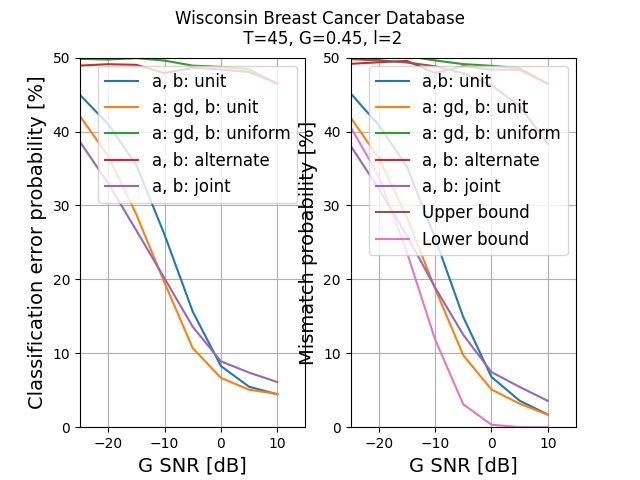 Wisconsin Breast Cancer Database
T=45, G=0.45, l=2
Classification error probability [%]
50
40
30
20
10
0
a, b: unit
a: gd, b: unit
a: gd, b: uniform
a, b: alternate
a, b: joint
−20
−10
0
10
G SNR [dB]
Mismatch probability [%]
50
40
30
20
10
0
a,b: unit
a: gd, b: unit
a: gd, b: uniform
a, b: alternate
a, b: joint
Upper bound
Lower bound
−20
−10
0
10
G SNR [dB]